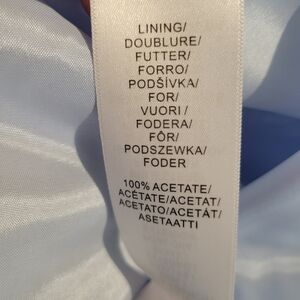 LINING/
DOUBLURE/
FUTTER/
FORRO/
PODŠÍVKA/
FOR/
VUORI /
FODERA/
FÔR/
PODSZEWKA/
FODER
100% ACETATE/
ACÉTATE/ACETAT/
ACETATO/ACETÁT/
ASETAATTI